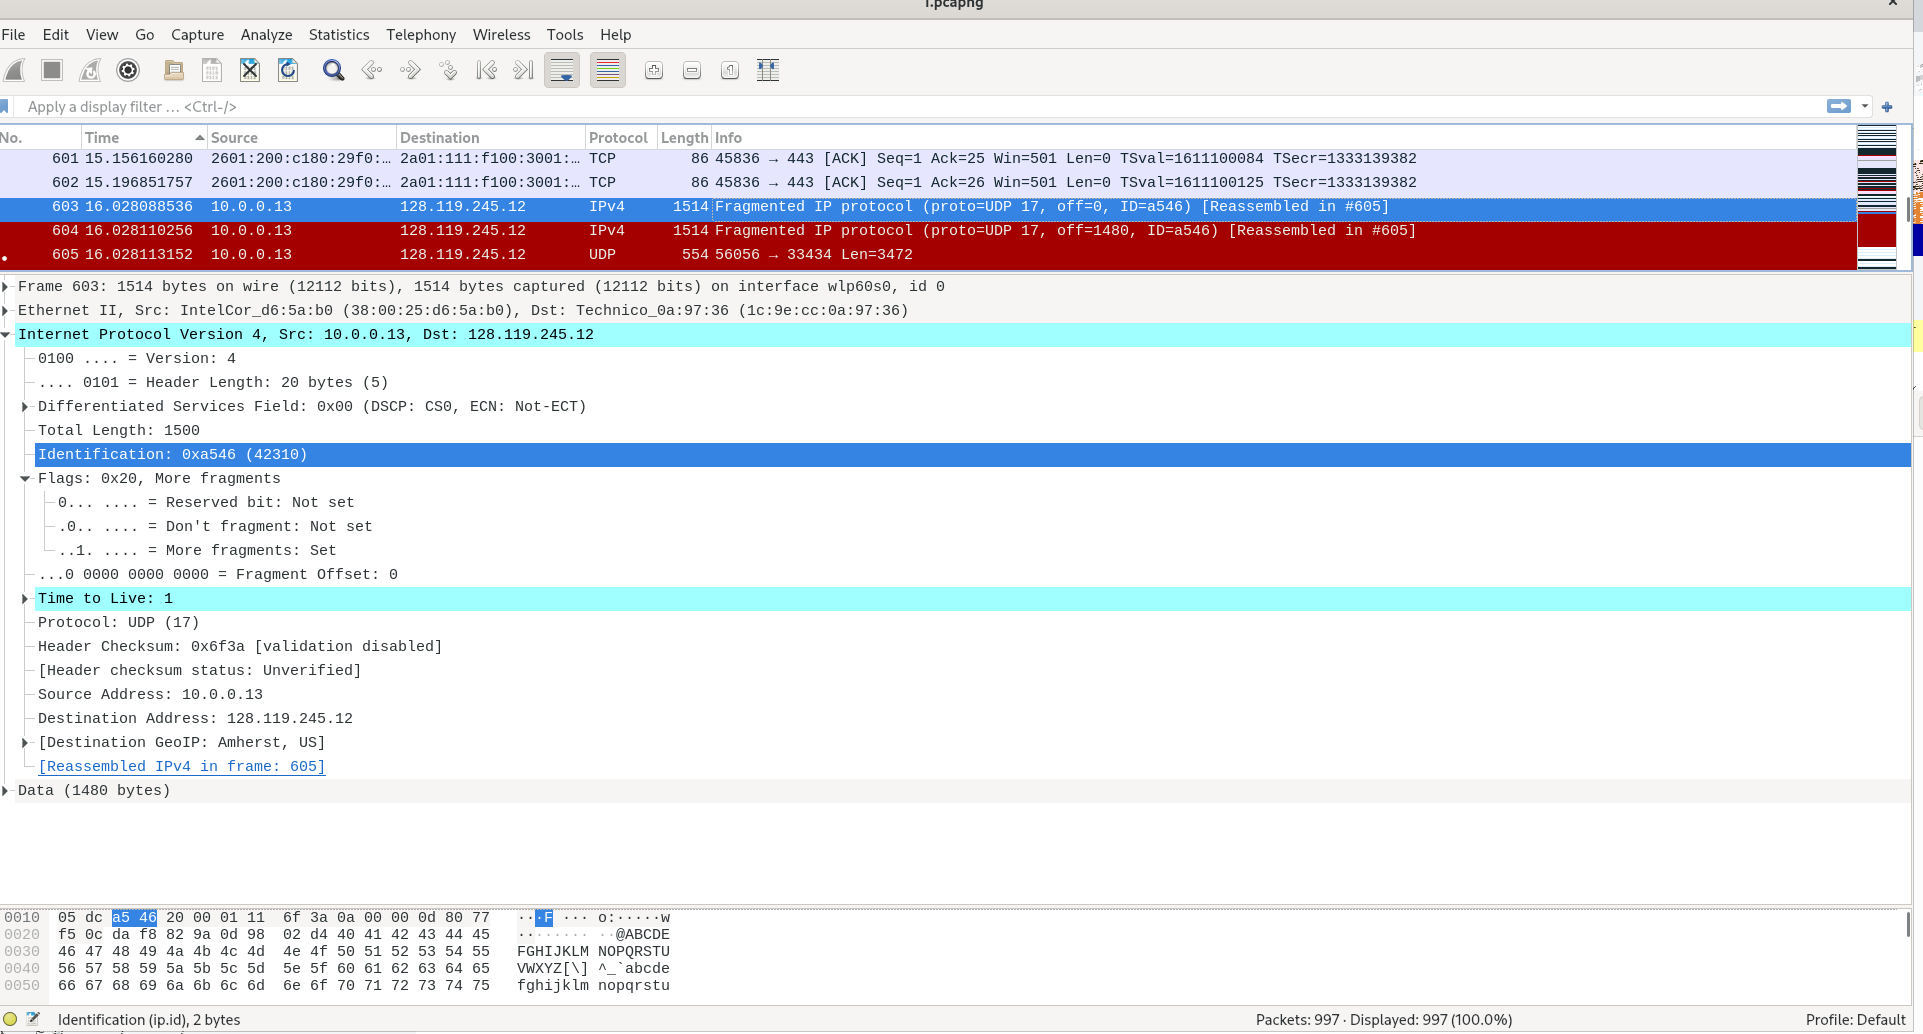 1.pcapng
File Edit View Go Capture Analyze Statistics Telephony Wireless Tools Help
Apply a display filter … <Ctrl-/>
No. Time Source Destination Protocol Length Info
601 15.156160280 2601:200:c180:29f0:… 2a01:111:f100:3001:… TCP 86 45836 → 443 [ACK] Seq=1 Ack=25 Win=501 Len=0 TSval=1611100084 TSecr=1333139382
602 15.196851757 2601:200:c180:29f0:… 2a01:111:f100:3001:… TCP 86 45836 → 443 [ACK] Seq=1 Ack=26 Win=501 Len=0 TSval=1611100125 TSecr=1333139382
603 16.028088536 10.0.0.13 128.119.245.12 IPv4 1514 Fragmented IP protocol (proto=UDP 17, off=0, ID=a546) [Reassembled in #605]
604 16.028110256 10.0.0.13 128.119.245.12 IPv4 1514 Fragmented IP protocol (proto=UDP 17, off=1480, ID=a546) [Reassembled in #605]
605 16.028113152 10.0.0.13 128.119.245.12 UDP 554 56056 → 33434 Len=3472
Frame 603: 1514 bytes on wire (12112 bits), 1514 bytes captured (12112 bits) on interface wlp60s0, id 0
Ethernet II, Src: IntelCor_d6:5a:b0 (38:00:25:d6:5a:b0), Dst: Technico_0a:97:36 (1c:9e:cc:0a:97:36)
Internet Protocol Version 4, Src: 10.0.0.13, Dst: 128.119.245.12
0100 .... = Version: 4
.... 0101 = Header Length: 20 bytes (5)
Differentiated Services Field: 0x00 (DSCP: CS0, ECN: Not-ECT)
Total Length: 1500
Identification: 0xa546 (42310)
Flags: 0x20, More fragments
0... .... = Reserved bit: Not set
.0.. .... = Don't fragment: Not set
..1. .... = More fragments: Set
...0 0000 0000 0000 = Fragment Offset: 0
Time to Live: 1
Protocol: UDP (17)
Header Checksum: 0x6f3a [validation disabled]
[Header checksum status: Unverified]
Source Address: 10.0.0.13
Destination Address: 128.119.245.12
[Destination GeoIP: Amherst, US]
[Reassembled IPv4 in frame: 605]
Data (1480 bytes)
0010 05 dc a5 46 20 00 01 11 6f 3a 0a 00 00 0d 80 77 ···F ··· o:·····w
0020 f5 0c da f8 82 9a 0d 98 02 d4 40 41 42 43 44 45 ········ ··@ABCDE
0030 46 47 48 49 4a 4b 4c 4d 4e 4f 50 51 52 53 54 55 FGHIJKLM NOPQRSTU
0040 56 57 58 59 5a 5b 5c 5d 5e 5f 60 61 62 63 64 65 VWXYZ[\] ^_`abcde
0050 66 67 68 69 6a 6b 6c 6d 6e 6f 70 71 72 73 74 75 fghijklm nopqrstu
Identification (ip.id), 2 bytes Packets: 997 · Displayed: 997 (100.0%) Profile: Default